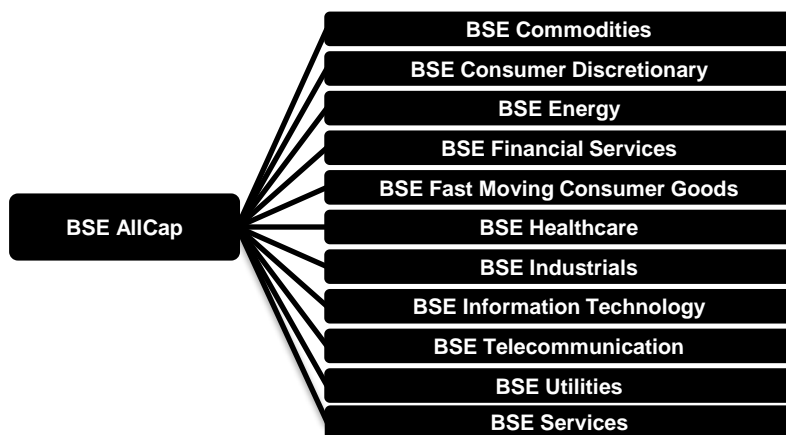 BSE AllCap
BSE Commodities
BSE Consumer Discretionary
BSE Energy
BSE Financial Services
BSE Fast Moving Consumer Goods
BSE Healthcare
BSE Industrials
BSE Information Technology
BSE Telecommunication
BSE Utilities
BSE Services